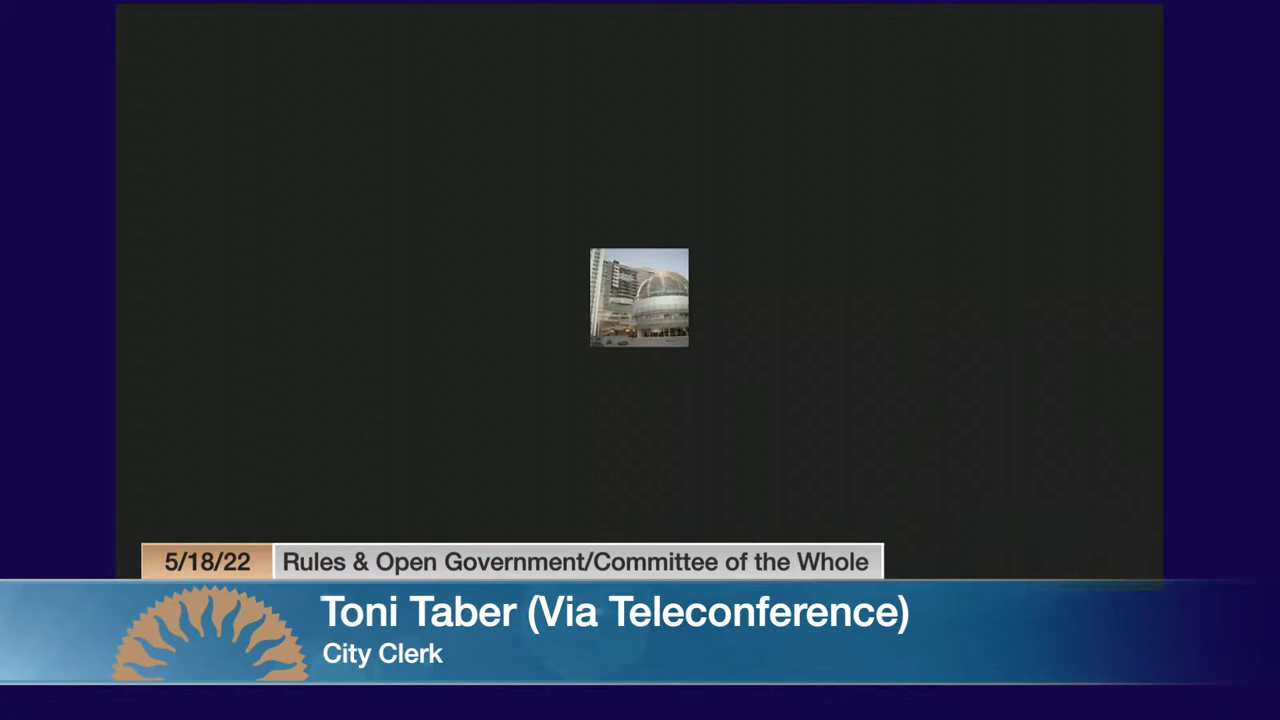 5/18/22 Rules & Open Government/Committee of the Whole
Toni Taber (Via Teleconference)
City Clerk